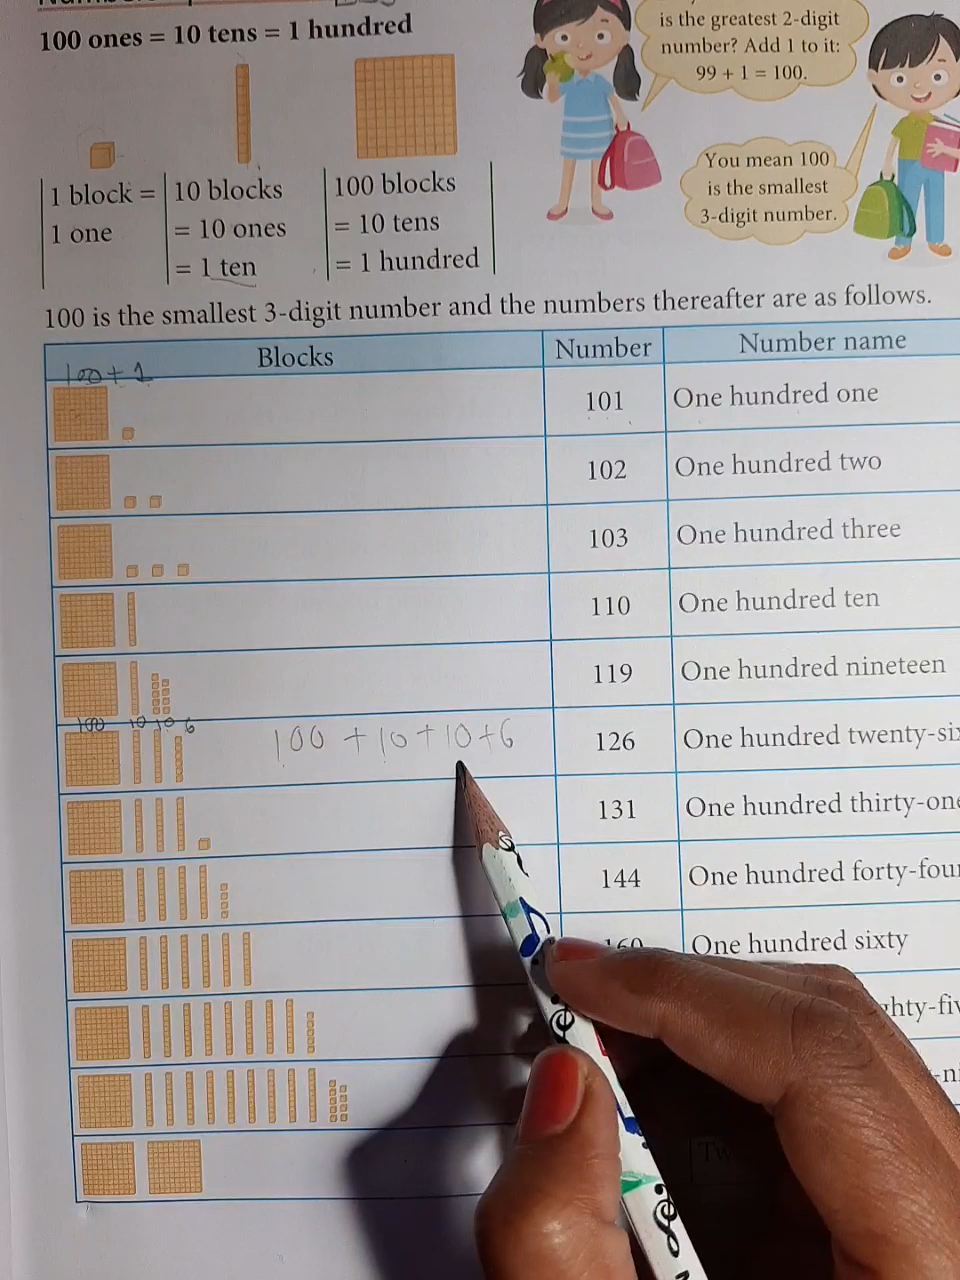 100 ones = 10 tens = 1 hundred
is the greatest 2-digit
number? Add 1 to it:
99 + 1 = 100.
You mean 100
is the smallest
3-digit number.
1 block =
1 one
10 blocks
= 10 ones
= 1 ten
100 blocks
= 10 tens
= 1 hundred
100 is the smallest 3-digit number and the numbers thereafter are as follows.
Blocks Number Number name
100 + 1
101 One hundred one
102 One hundred two
103 One hundred three
110 One hundred ten
119 One hundred nineteen
100 10 10 6
100 + 10 + 10 + 6 126 One hundred twenty-six
131 One hundred thirty-one
144 One hundred forty-four
160 One hundred sixty